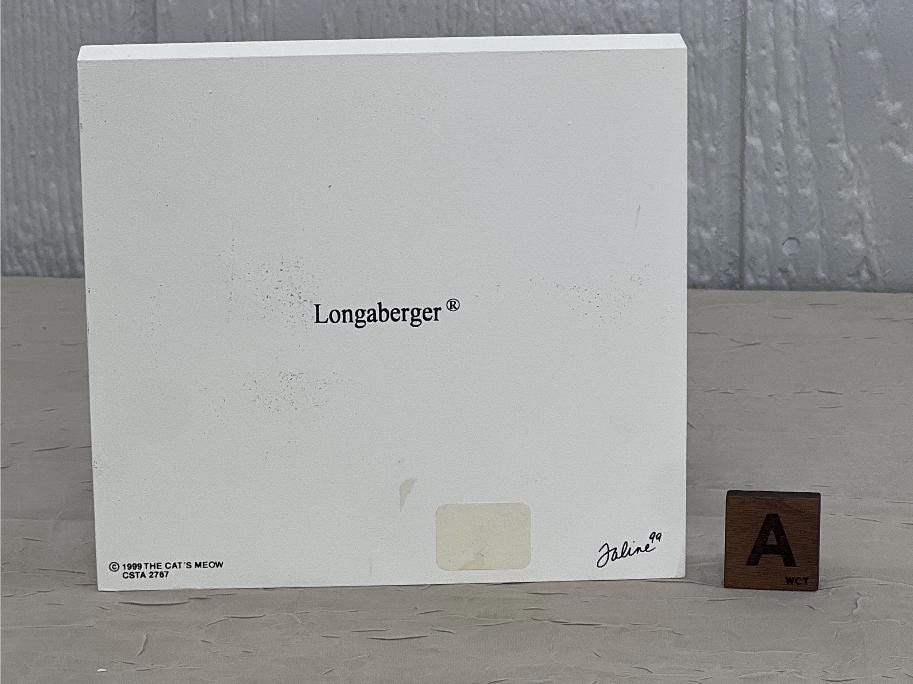 Longaberger®
© 1999 THE CAT'S MEOW
CSTA 2767
Faline 99
A
WCT